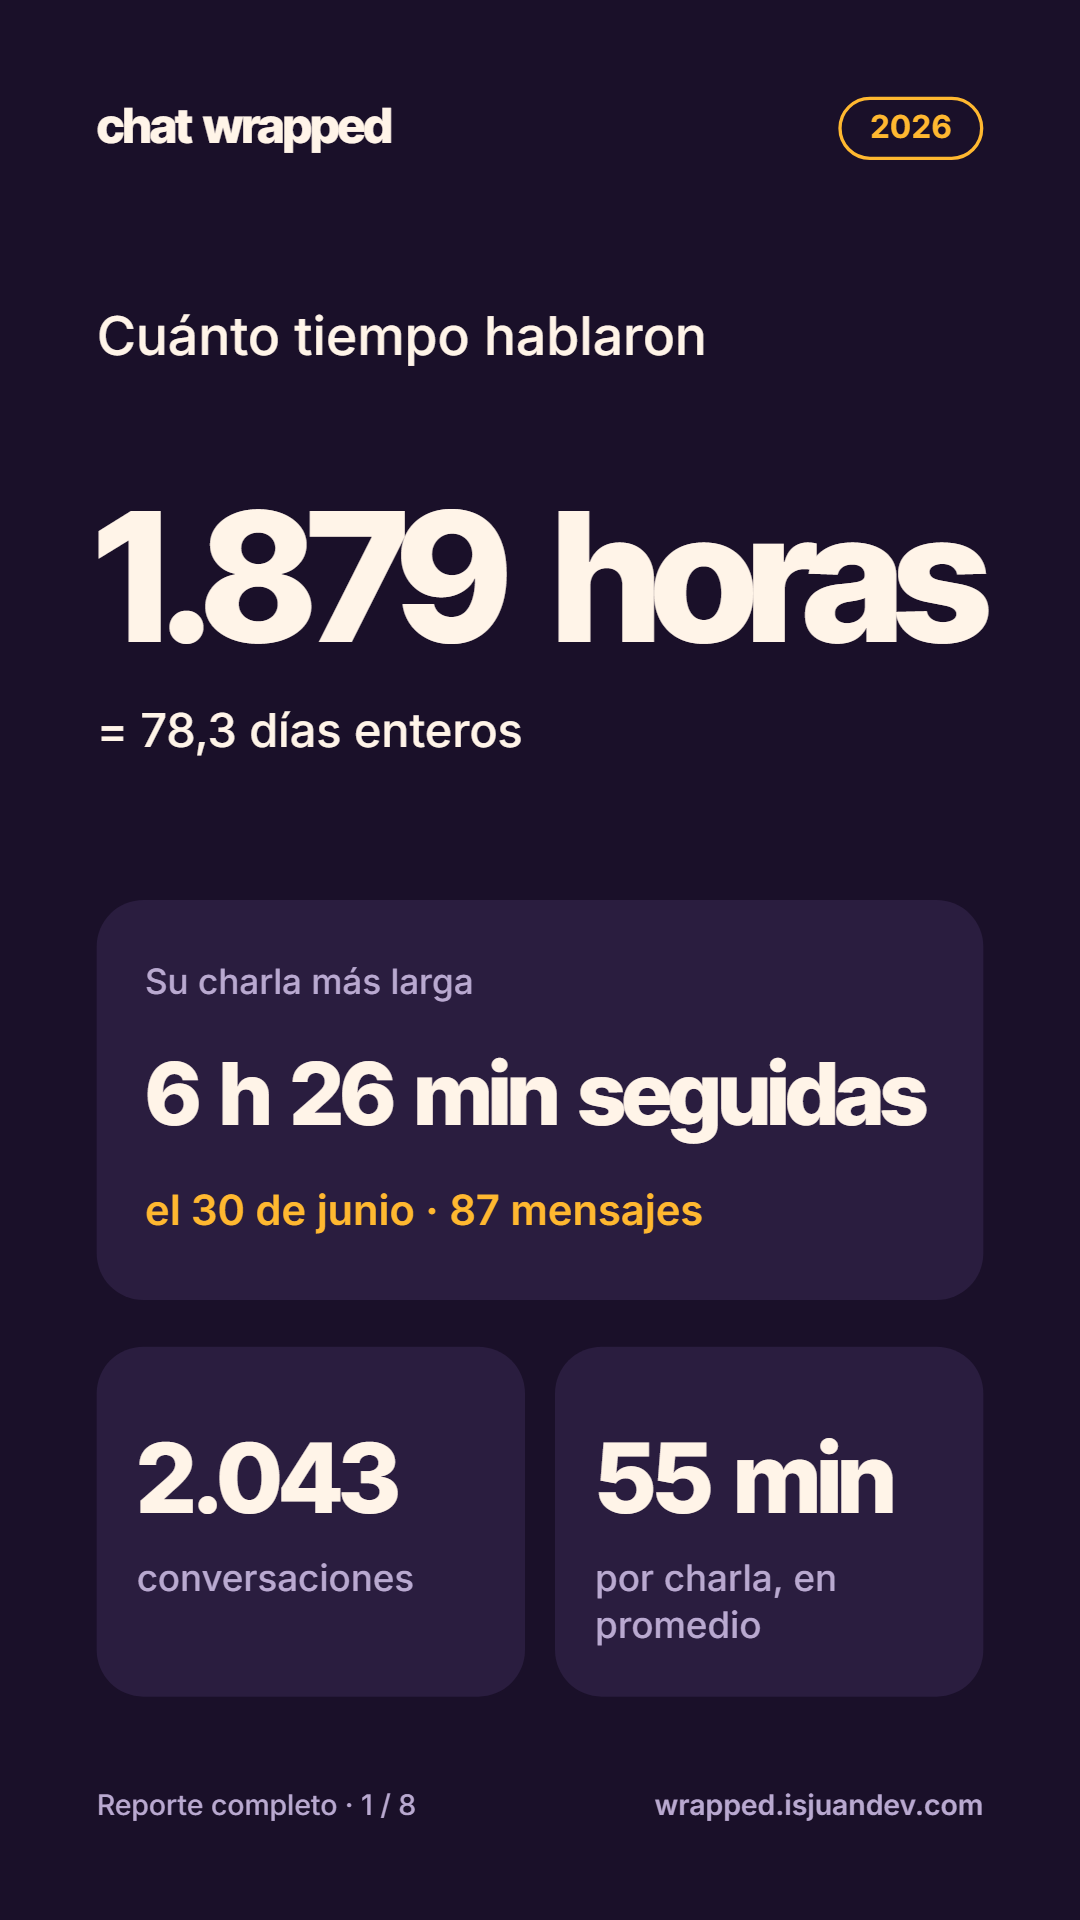 chat wrapped
2026
Cuánto tiempo hablaron
1.879 horas
= 78,3 días enteros
Su charla más larga
6 h 26 min seguidas
el 30 de junio · 87 mensajes
2.043
conversaciones
55 min
por charla, en
promedio
Reporte completo · 1 / 8
wrapped.isjuandev.com